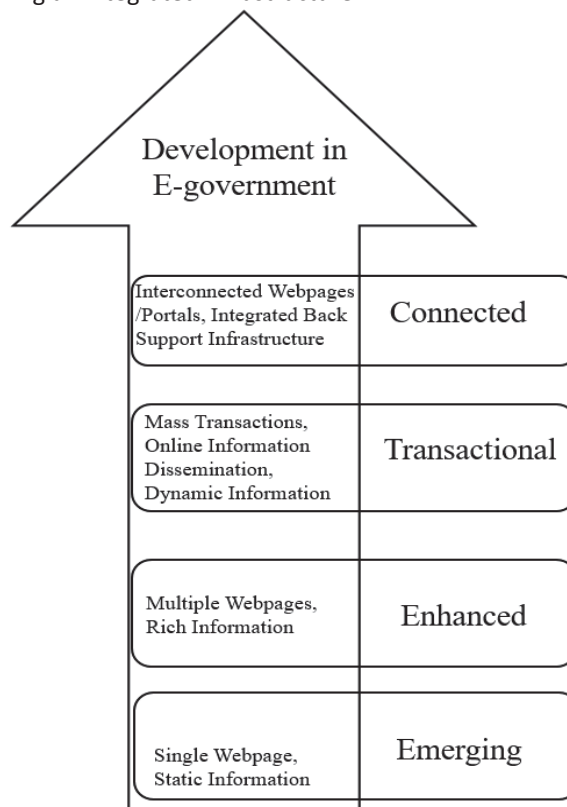 Development in
E-government
Interconnected Webpages
/Portals, Integrated Back
Support Infrastructure
Connected
Mass Transactions,
Online Information
Dissemination,
Dynamic Information
Transactional
Multiple Webpages,
Rich Information
Enhanced
Single Webpage,
Static Information
Emerging